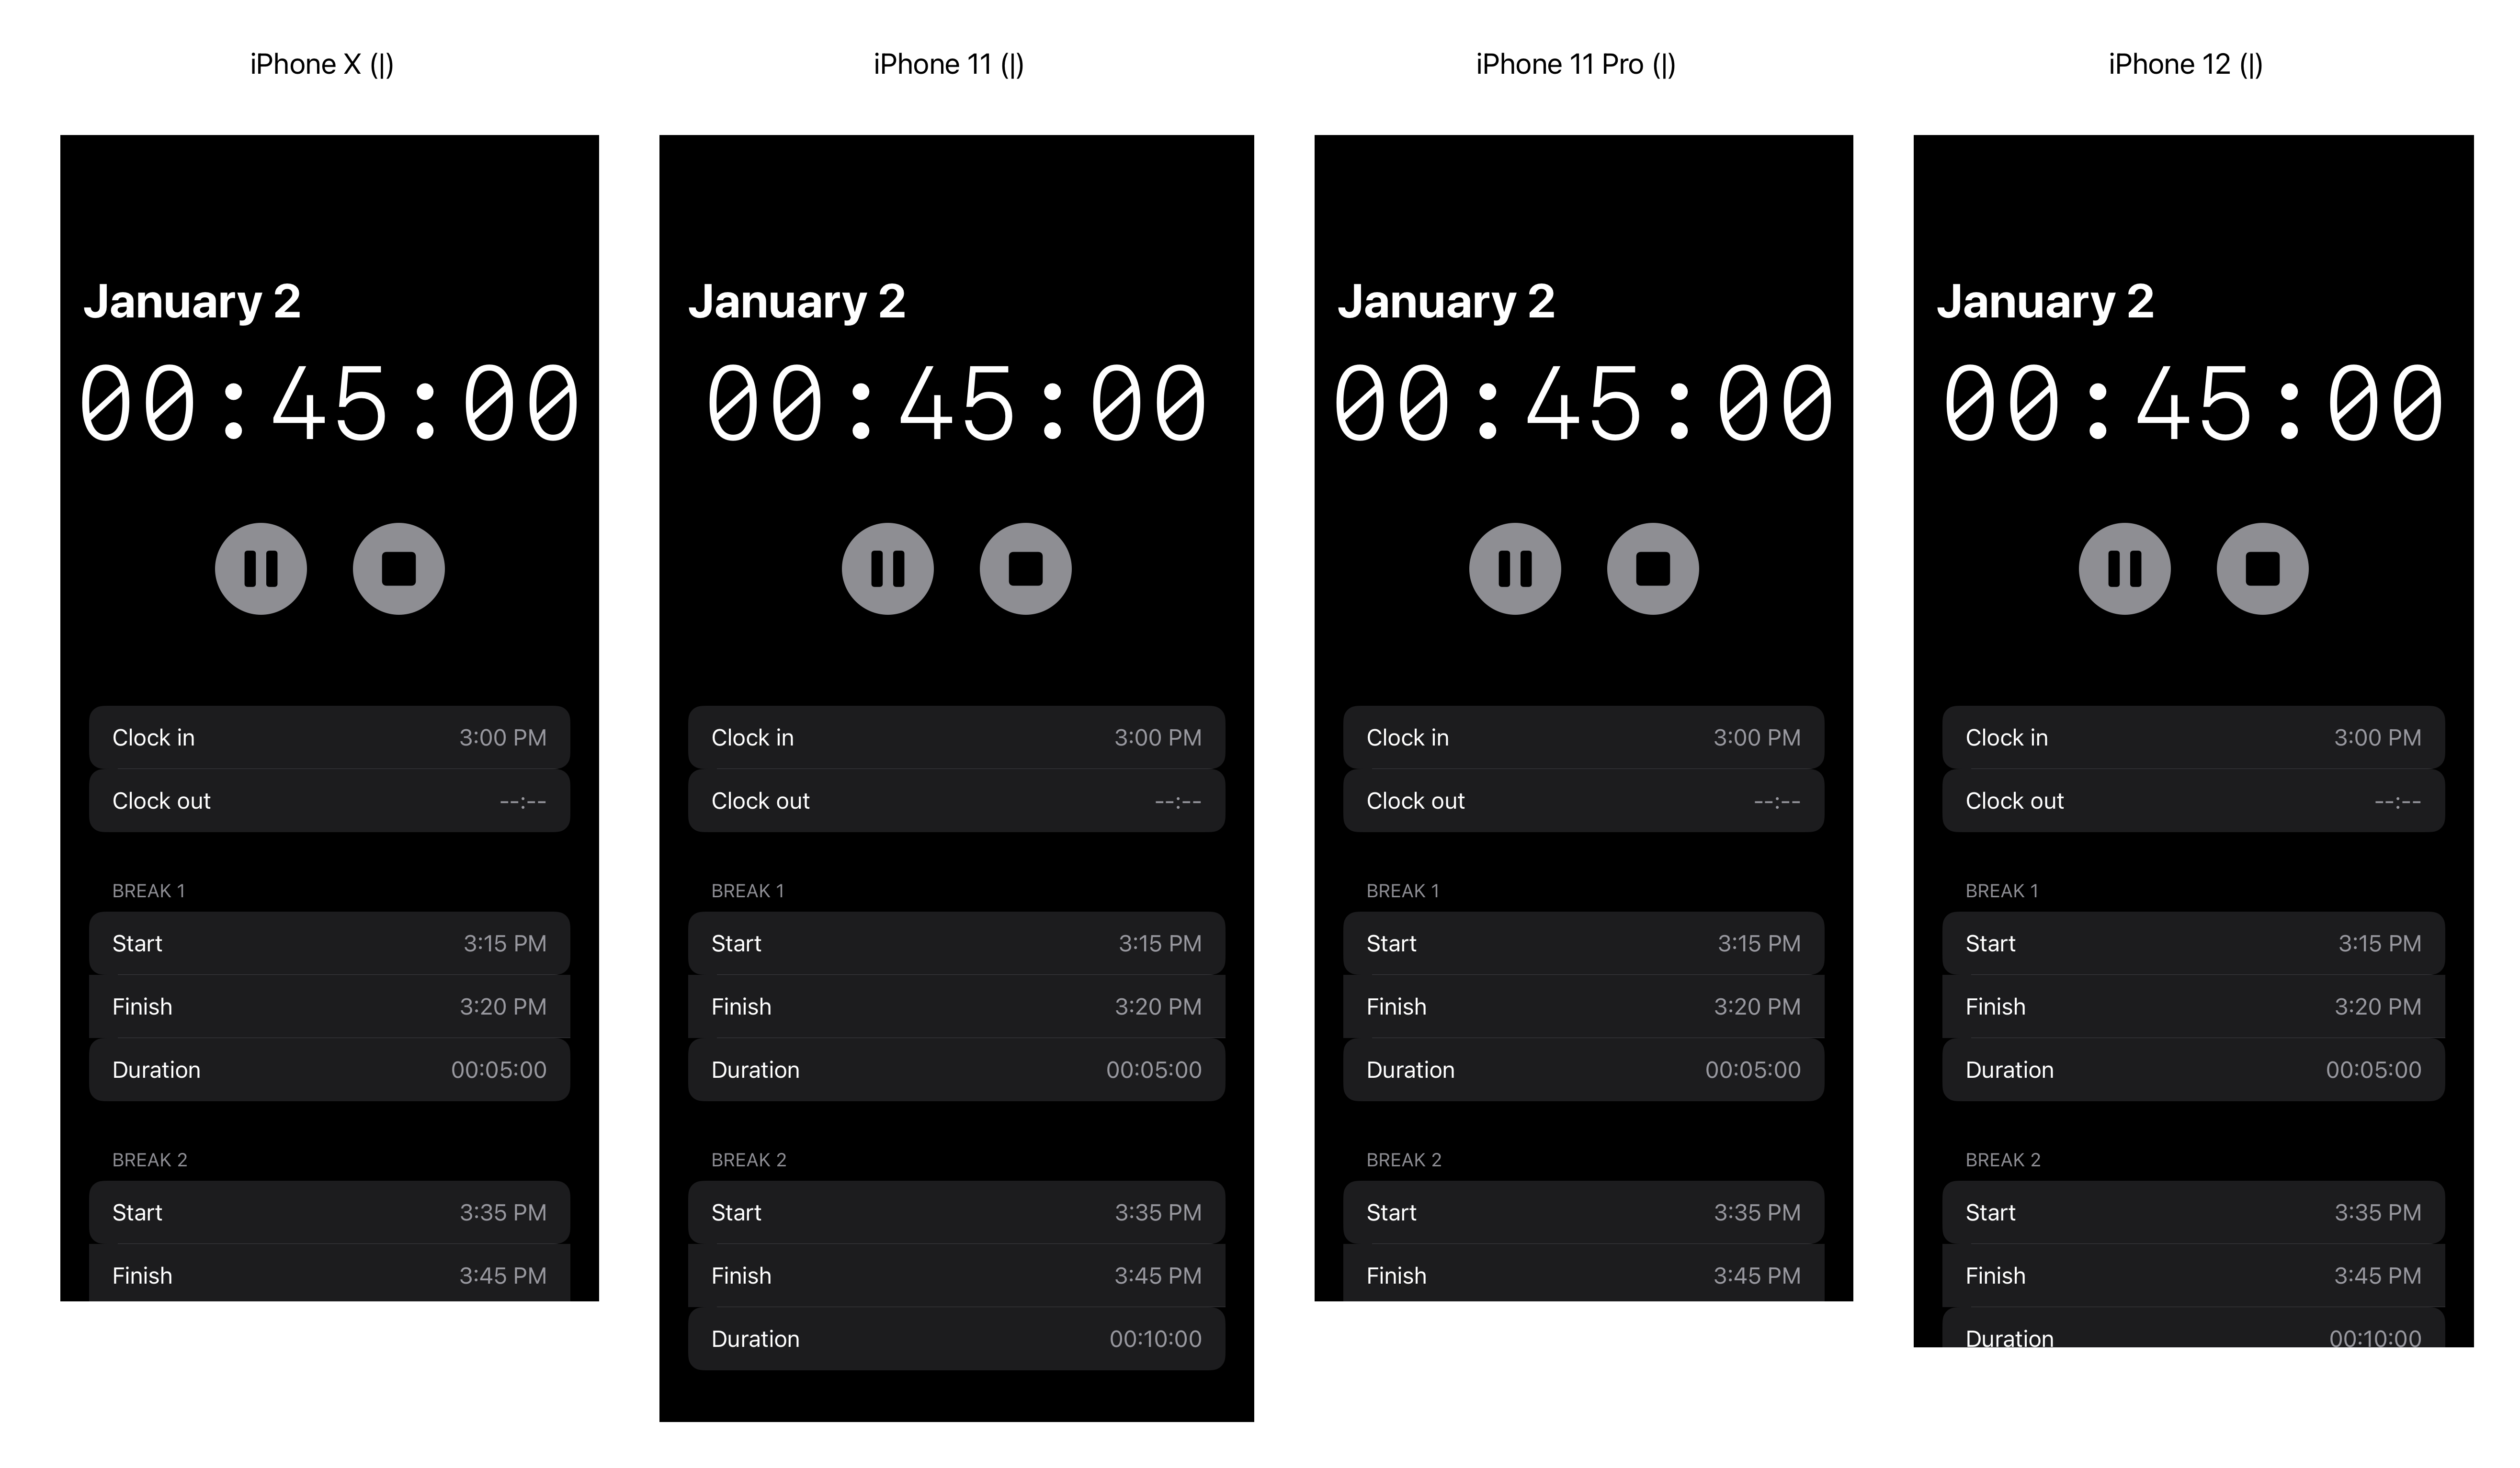 iPhone X (|)
January 2
00:45:00
Clock in 3:00 PM
Clock out --:--
BREAK 1
Start 3:15 PM
Finish 3:20 PM
Duration 00:05:00
BREAK 2
Start 3:35 PM
Finish 3:45 PM
iPhone 11 (|)
January 2
00:45:00
Clock in 3:00 PM
Clock out --:--
BREAK 1
Start 3:15 PM
Finish 3:20 PM
Duration 00:05:00
BREAK 2
Start 3:35 PM
Finish 3:45 PM
Duration 00:10:00
iPhone 11 Pro (|)
January 2
00:45:00
Clock in 3:00 PM
Clock out --:--
BREAK 1
Start 3:15 PM
Finish 3:20 PM
Duration 00:05:00
BREAK 2
Start 3:35 PM
Finish 3:45 PM
iPhone 12 (|)
January 2
00:45:00
Clock in 3:00 PM
Clock out --:--
BREAK 1
Start 3:15 PM
Finish 3:20 PM
Duration 00:05:00
BREAK 2
Start 3:35 PM
Finish 3:45 PM
Duration 00:10:00